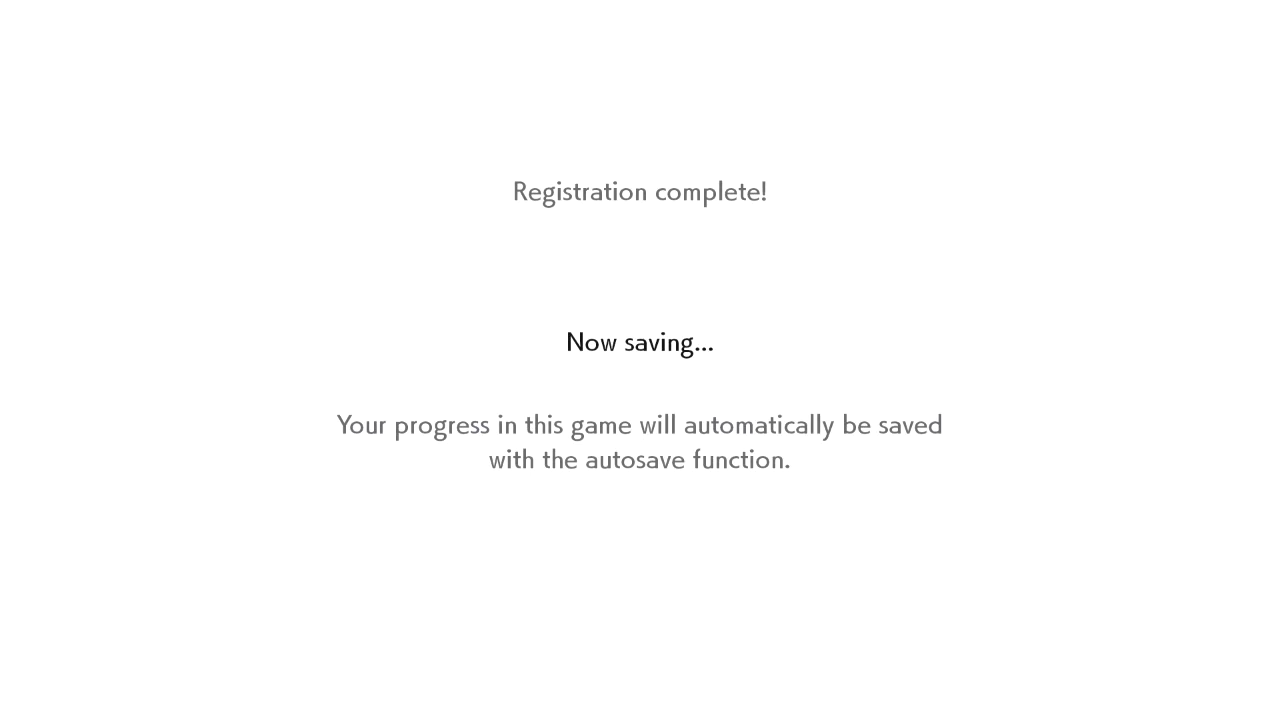 Registration complete!
Now saving...
Your progress in this game will automatically be saved
with the autosave function.